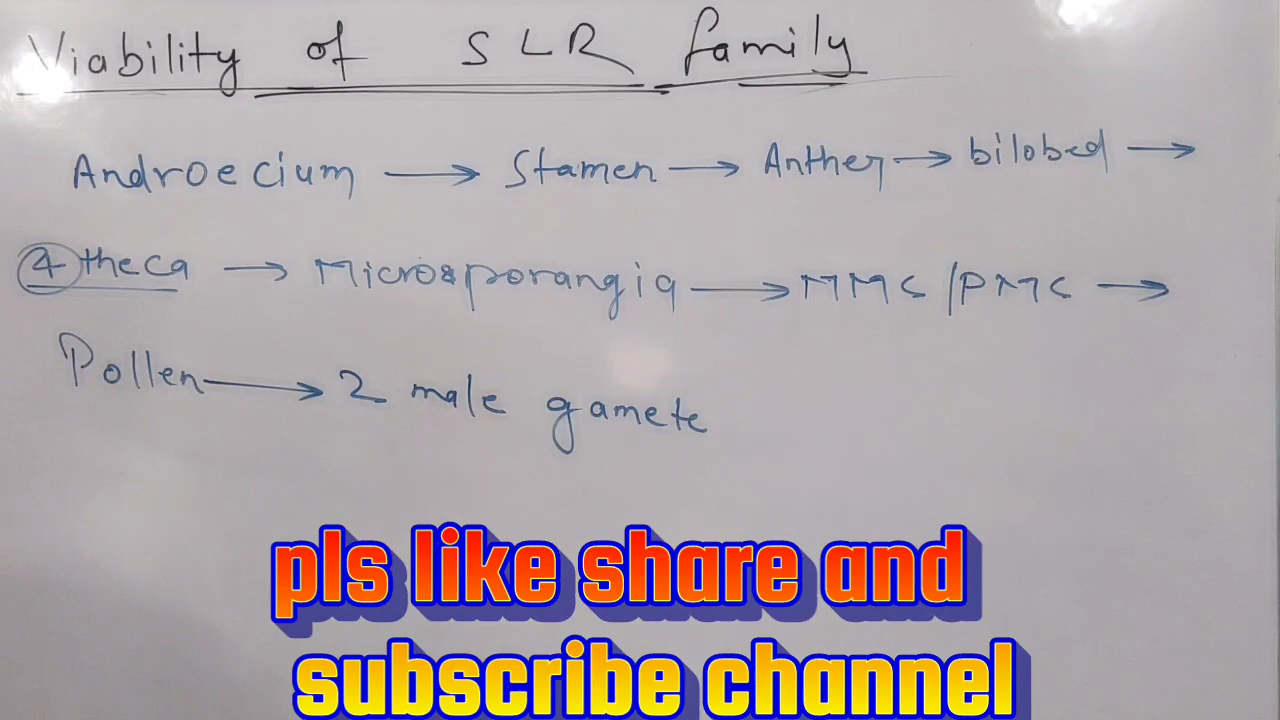 Viability of SLR family
Androecium → Stamen → Anther → bilobed →
4 theca → Microsporangia → MMC / PMC →
Pollen → 2 male gamete
pls like share and
subscribe channel